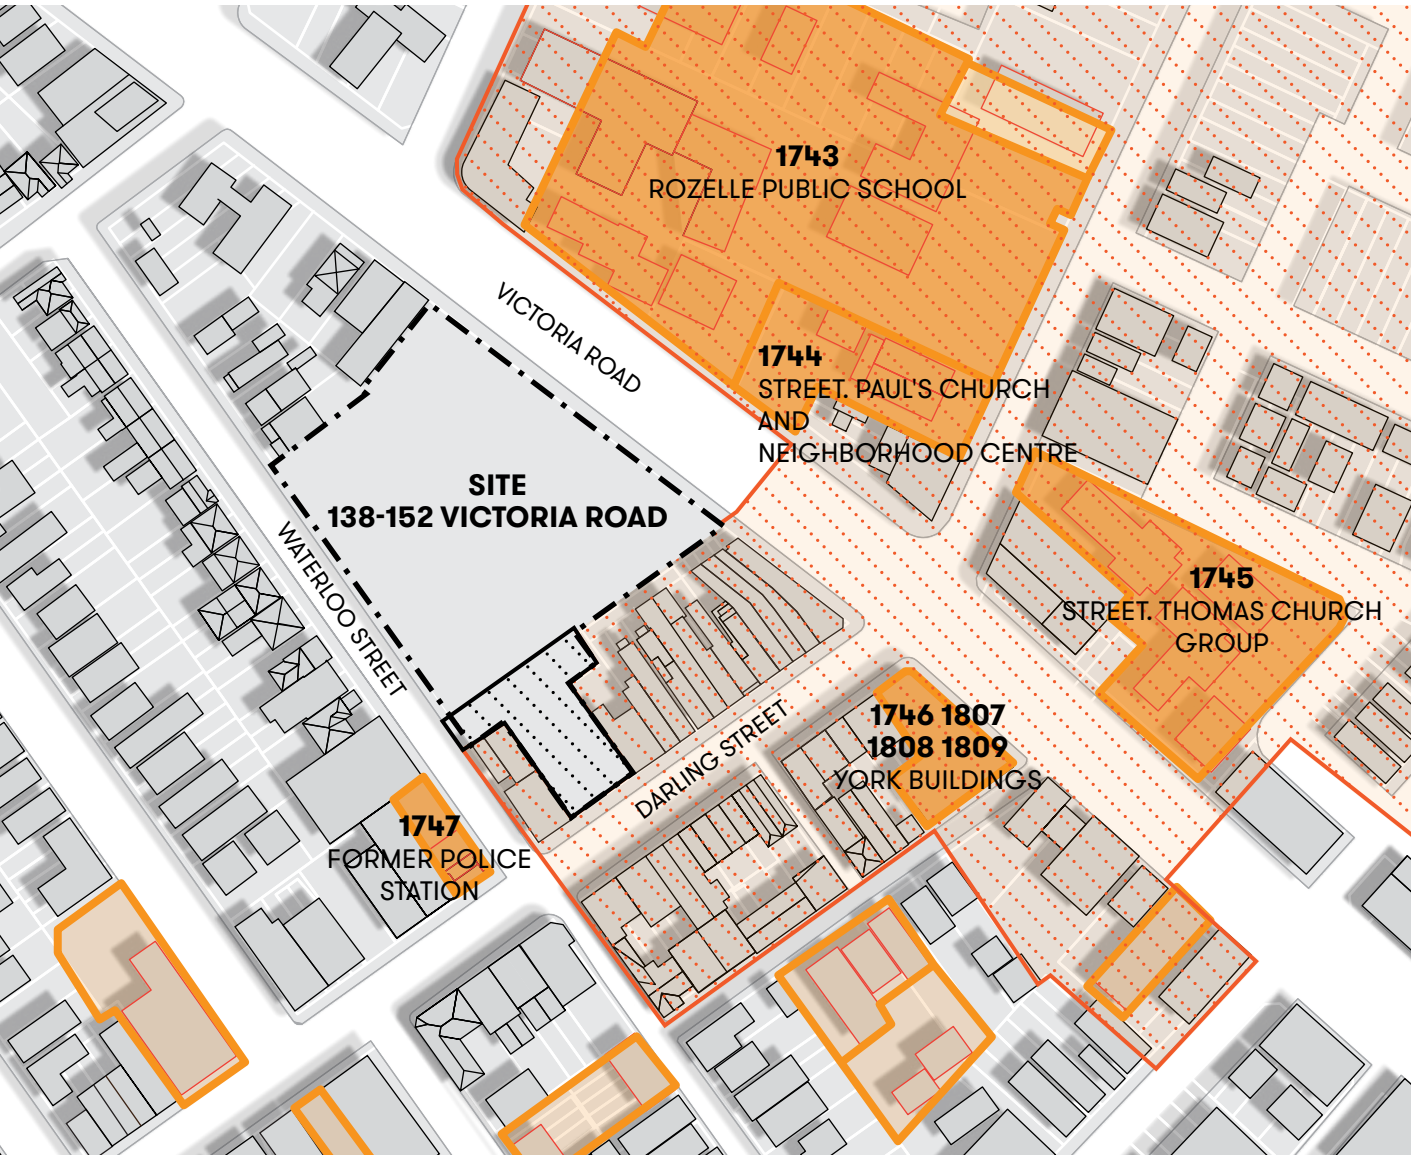 1743
ROZELLE PUBLIC SCHOOL
VICTORIA ROAD
1744
STREET. PAUL'S CHURCH
AND
NEIGHBORHOOD CENTRE
SITE
138-152 VICTORIA ROAD
WATERLOO STREET
1745
STREET. THOMAS CHURCH
GROUP
1746 1807
1808 1809
YORK BUILDINGS
DARLING STREET
1747
FORMER POLICE
STATION